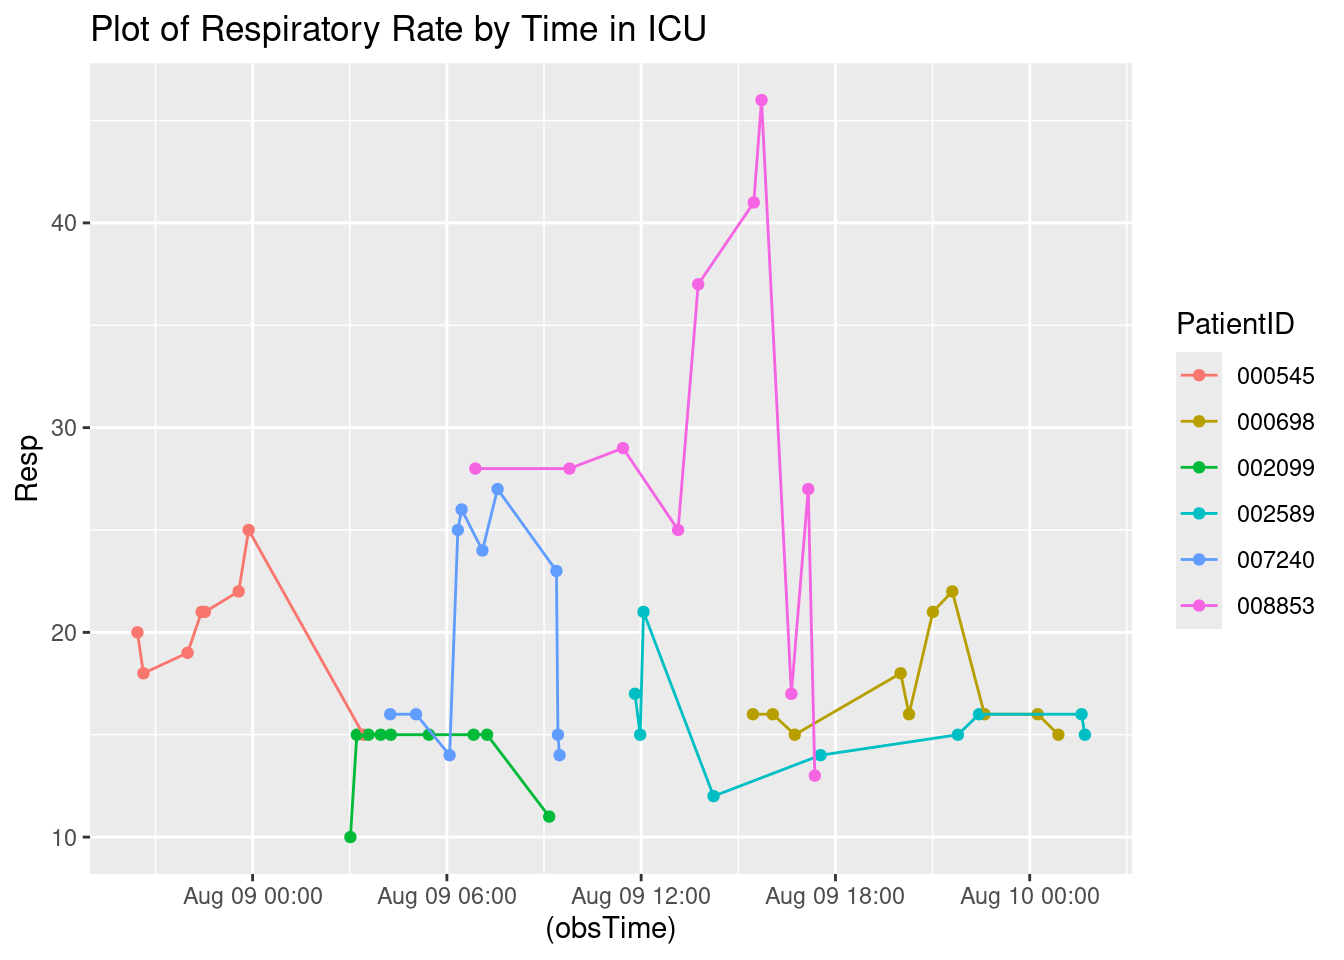 Plot of Respiratory Rate by Time in ICU
Resp
40
30
20
10
Aug 09 00:00
Aug 09 06:00
Aug 09 12:00
Aug 09 18:00
Aug 10 00:00
(obsTime)
PatientID
000545
000698
002099
002589
007240
008853